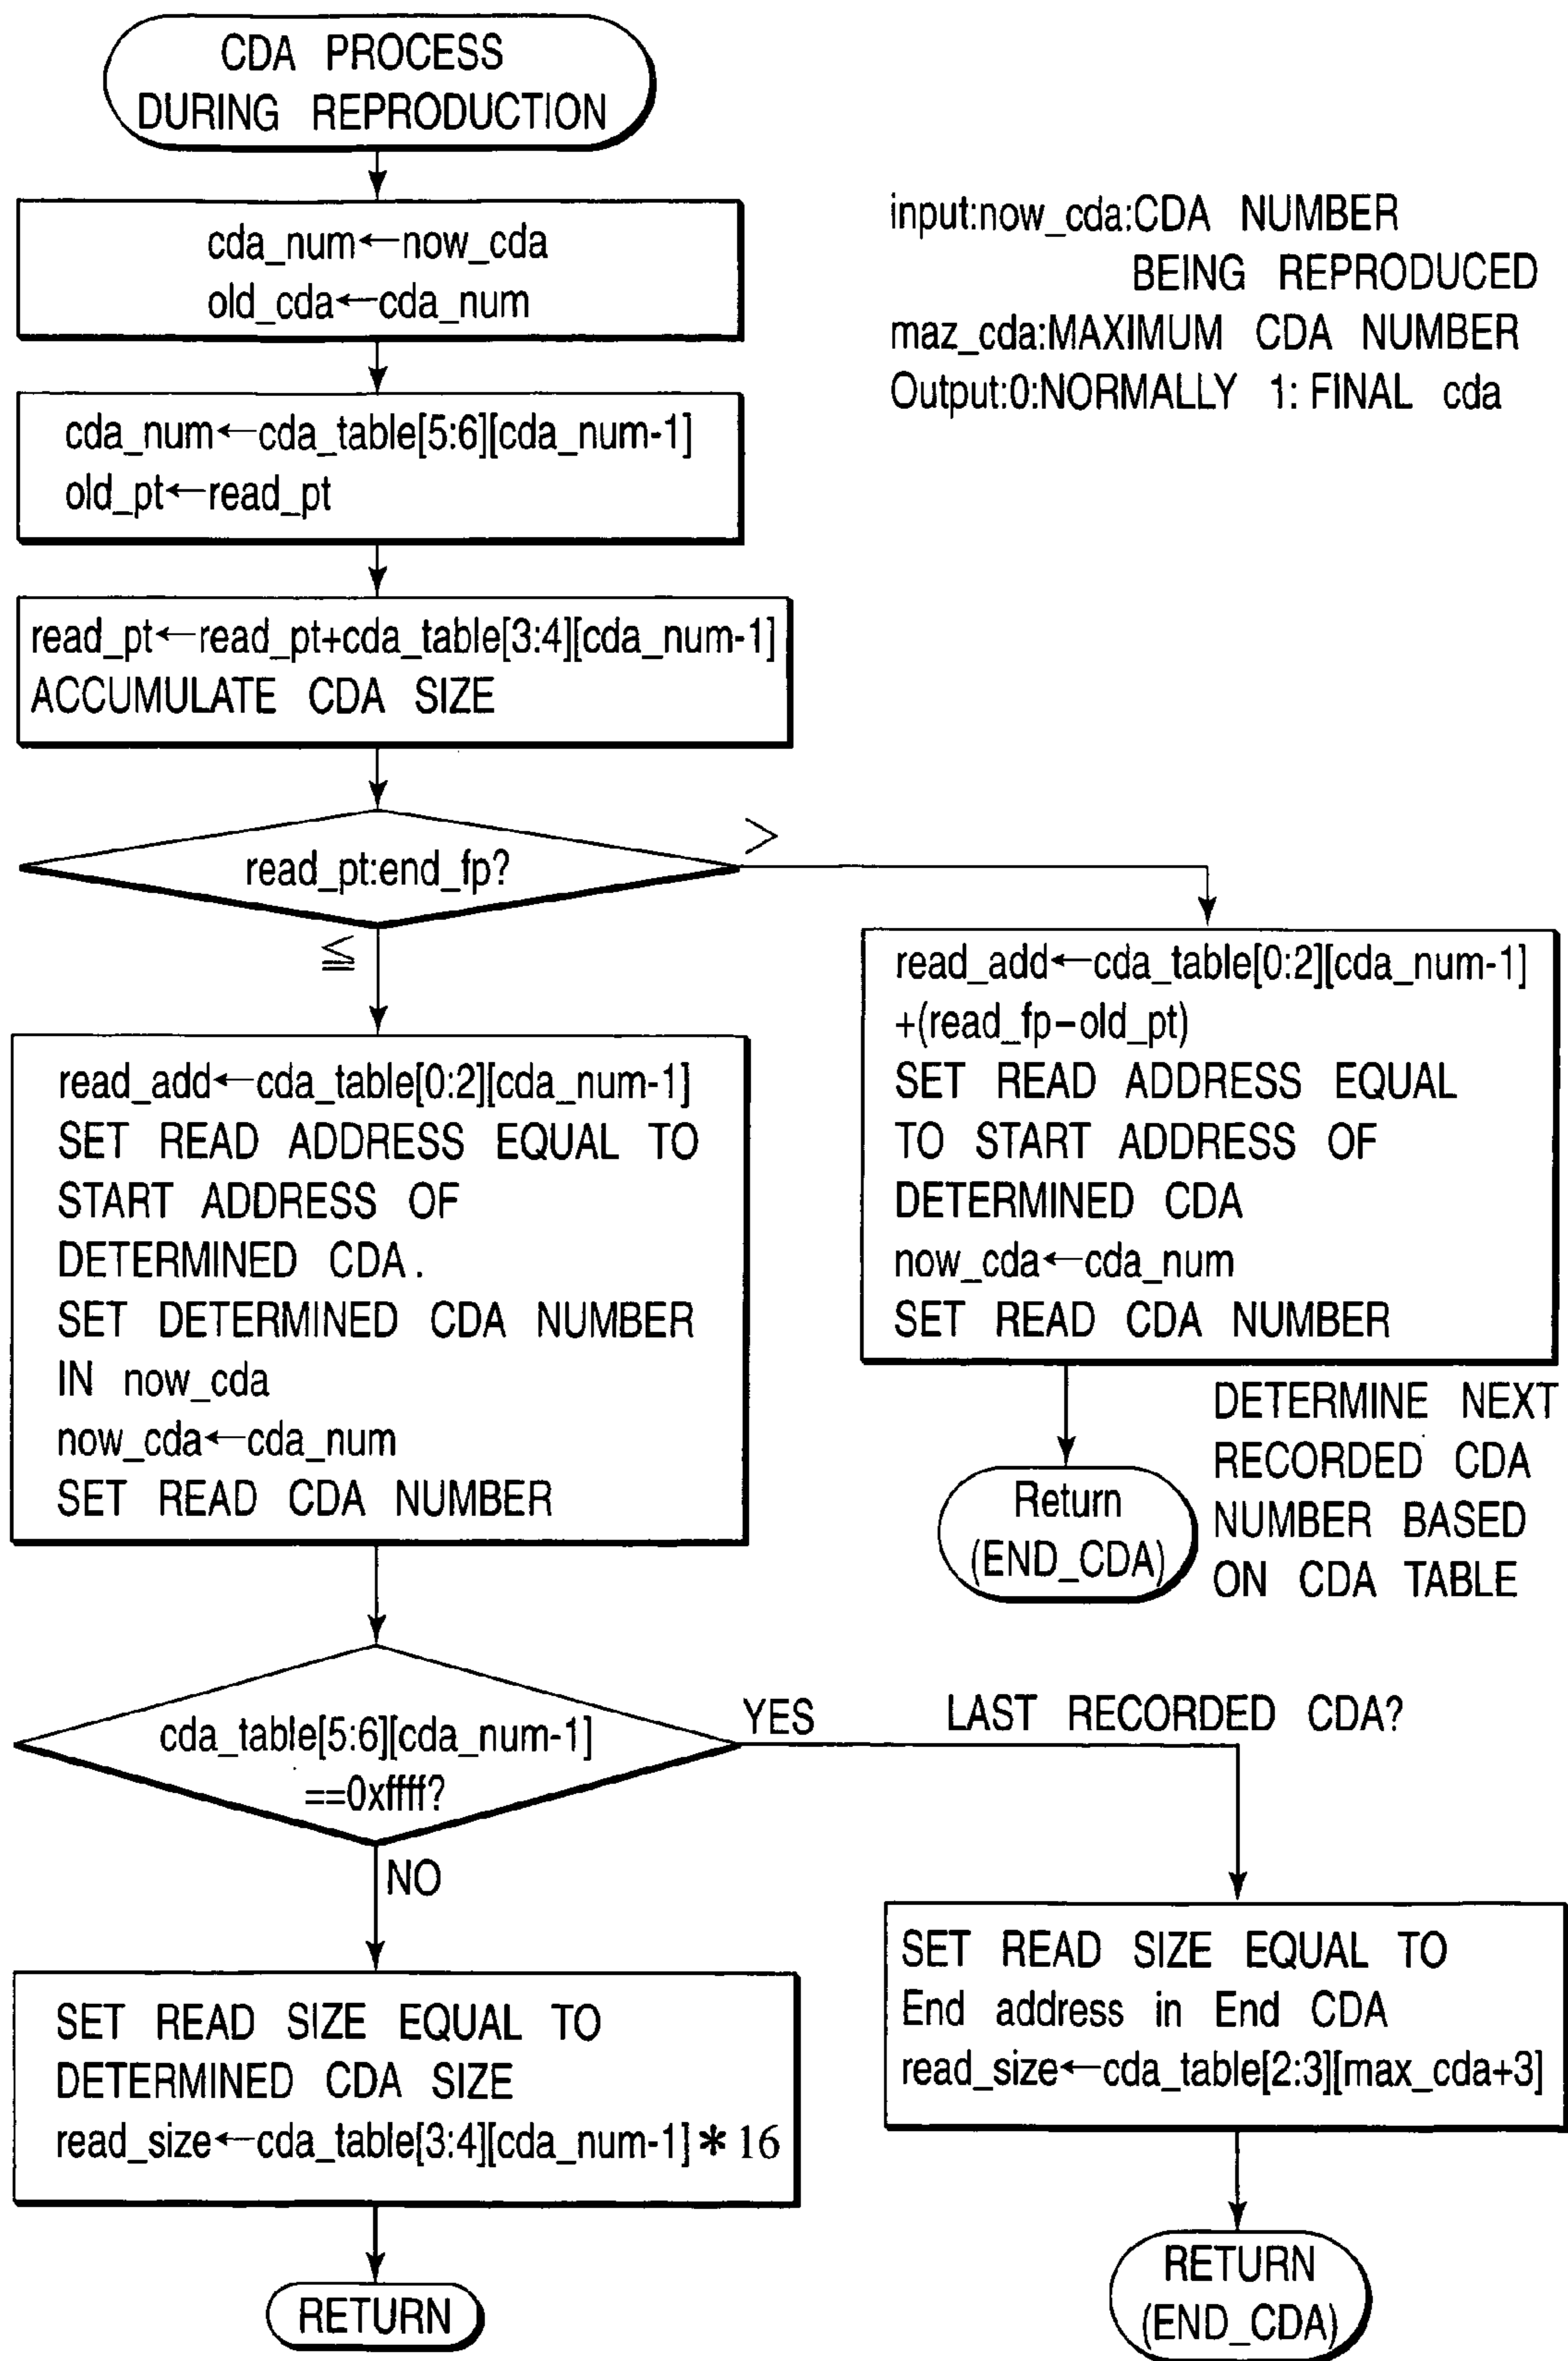 CDA PROCESS
DURING REPRODUCTION
cda_num←now_cda
old_cda←cda_num
input:now_cda:CDA NUMBER
BEING REPRODUCED
maz_cda:MAXIMUM CDA NUMBER
Output:0:NORMALLY 1: FINAL cda
cda_num←cda_table[5:6][cda_num-1]
old_pt←read_pt
read_pt←read_pt+cda_table[3:4][cda_num-1]
ACCUMULATE CDA SIZE
read_pt:end_fp?
>
≦
read_add←cda_table[0:2][cda_num-1]
+(read_fp−old_pt)
SET READ ADDRESS EQUAL
TO START ADDRESS OF
DETERMINED CDA
now_cda←cda_num
SET READ CDA NUMBER
Return
(END_CDA)
DETERMINE NEXT
RECORDED CDA
NUMBER BASED
ON CDA TABLE
read_add←cda_table[0:2][cda_num-1]
SET READ ADDRESS EQUAL TO
START ADDRESS OF
DETERMINED CDA.
SET DETERMINED CDA NUMBER
IN now_cda
now_cda←cda_num
SET READ CDA NUMBER
cda_table[5:6][cda_num-1]
==0xffff?
YES
LAST RECORDED CDA?
NO
SET READ SIZE EQUAL TO
End address in End CDA
read_size←cda_table[2:3][max_cda+3]
RETURN
(END_CDA)
SET READ SIZE EQUAL TO
DETERMINED CDA SIZE
read_size←cda_table[3:4][cda_num-1]＊16
RETURN